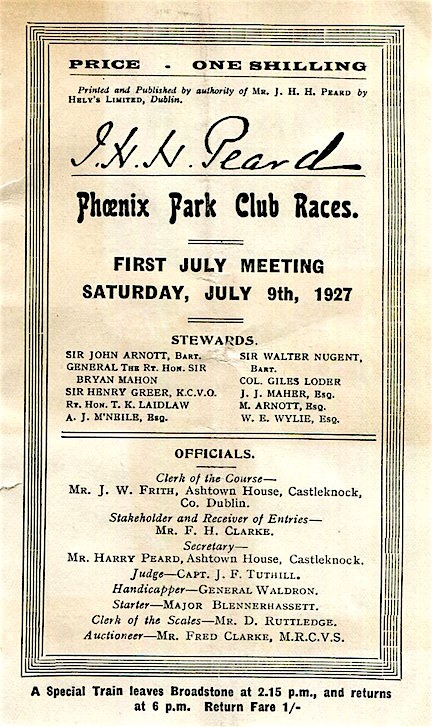 PRICE - ONE SHILLING
Printed and Published by authority of MR. J. H. H. PEARD by
HELY'S LIMITED, Dublin.
J. H. H. Peard
Phœnix Park Club Races.
FIRST JULY MEETING
SATURDAY, JULY 9th, 1927
STEWARDS.
SIR JOHN ARNOTT, BART.
GENERAL THE RT. HON. SIR
BRYAN MAHON
SIR HENRY GREER, K.C.V.O.
RT. HON. T. K. LAIDLAW
A. J. M'NEILE, ESQ.
SIR WALTER NUGENT,
BART.
COL. GILES LODER
J. J. MAHER, ESQ.
M. ARNOTT, ESQ.
W. E. WYLIE, ESQ.
OFFICIALS.
Clerk of the Course—
MR. J. W. FRITH, Ashtown House, Castleknock,
Co. Dublin.
Stakeholder and Receiver of Entries—
MR. F. H. CLARKE.
Secretary—
MR. HARRY PEARD, Ashtown House, Castleknock.
Judge—CAPT. J. F. TUTHILL.
Handicapper—GENERAL WALDRON.
Starter—MAJOR BLENNERHASSETT.
Clerk of the Scales—MR. D. RUTTLEDGE.
Auctioneer—MR. FRED CLARKE, M.R.C.V.S.
A Special Train leaves Broadstone at 2.15 p.m., and returns
at 6 p.m. Return Fare 1/-